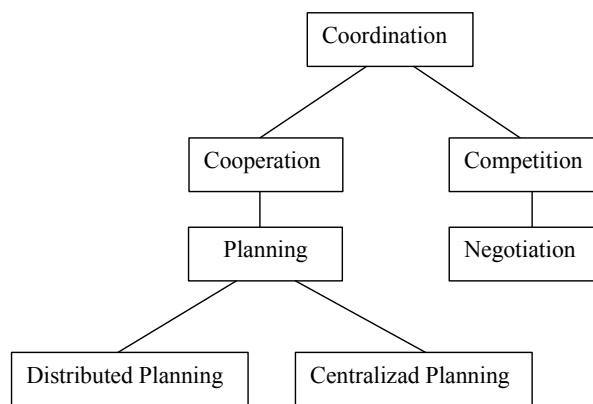 Coordination
Cooperation
Competition
Planning
Negotiation
Distributed Planning
Centralizad Planning